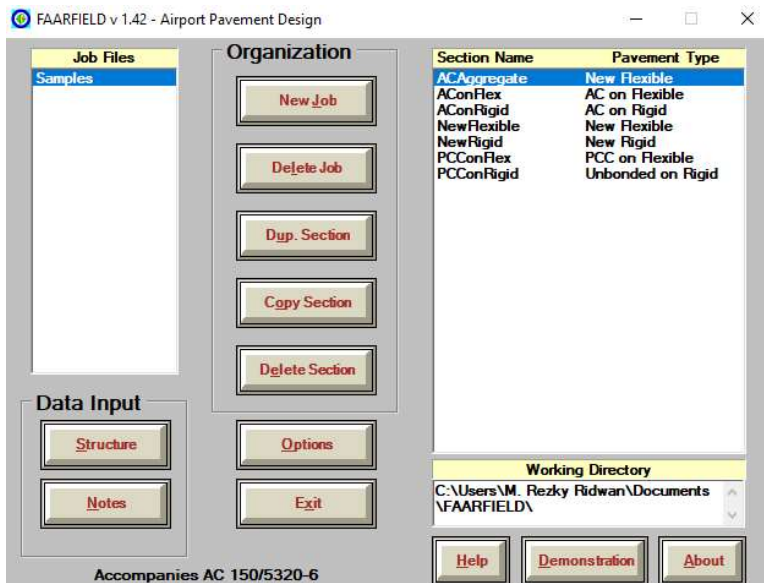 FAARFIELD v 1.42 - Airport Pavement Design
Job Files
Samples
Organization
New Job
Delete Job
Dup. Section
Copy Section
Delete Section
Data Input
Structure
Notes
Options
Exit
Accompanies AC 150/5320-6
Section Name Pavement Type
ACAggregate New Flexible
AConFlex AC on Flexible
AConRigid AC on Rigid
NewFlexible New Flexible
NewRigid New Rigid
PCConFlex PCC on Flexible
PCConRigid Unbonded on Rigid
Working Directory
C:\Users\M. Rezky Ridwan\Documents
\FAARFIELD\
Help
Demonstration
About